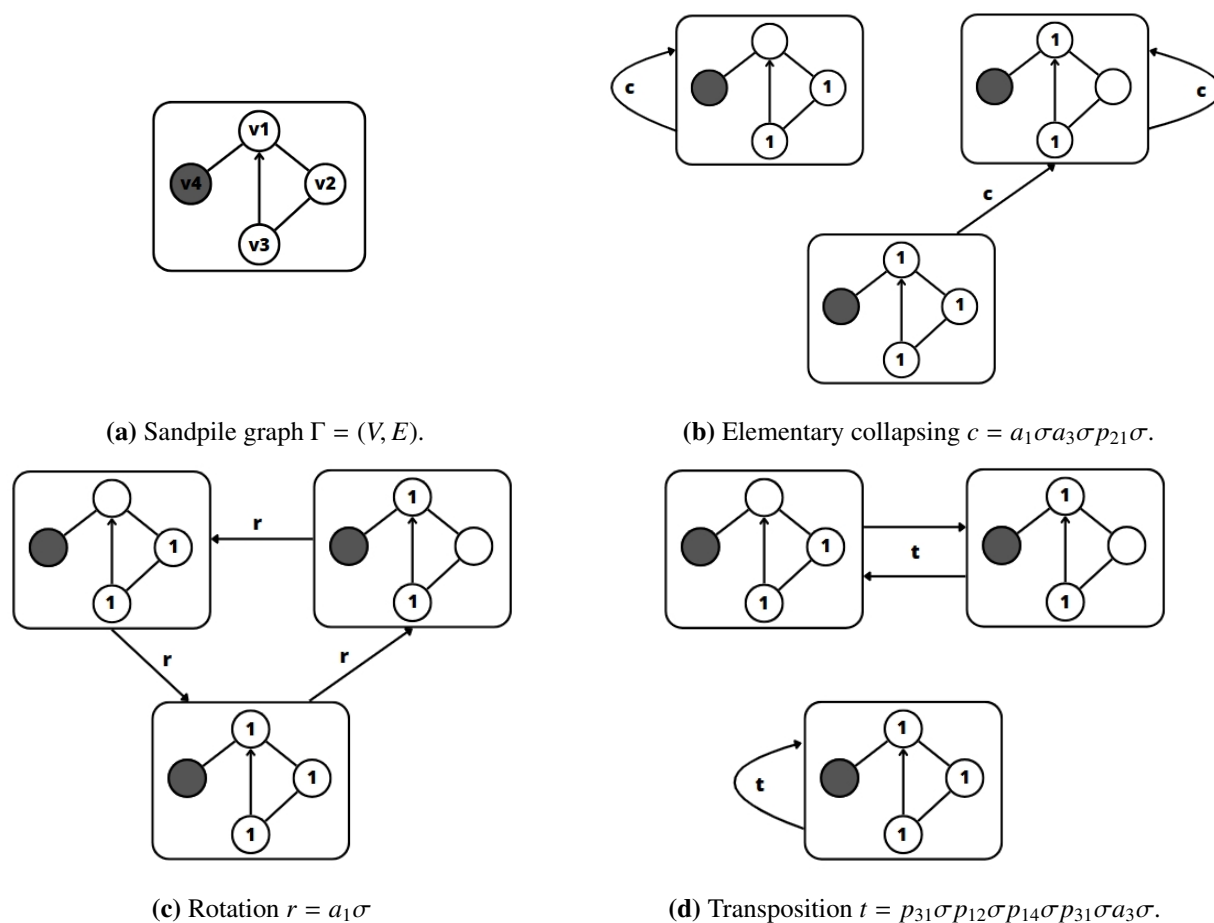 v1
v4
v2
v3
(a) Sandpile graph Γ = (V, E).
c
1
1
1
1
c
c
1
1
1
(b) Elementary collapsing c = a₁σa₃σp₂₁σ.
1
1
r
1
1
r
r
1
1
1
(c) Rotation r = a₁σ
1
1
t
1
1
t
1
1
1
(d) Transposition t = p₃₁σp₁₂σp₁₄σp₃₁σa₃σ.